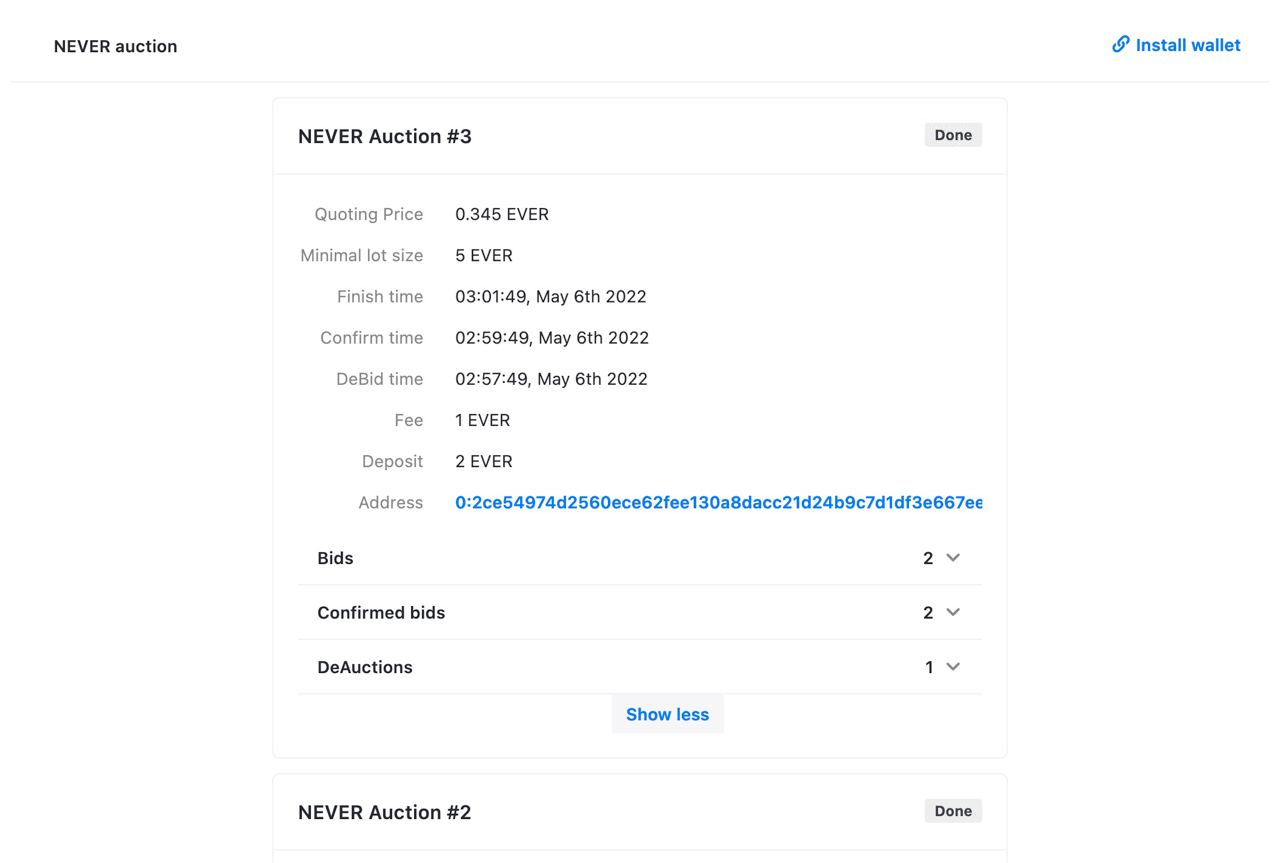 NEVER auction
Install wallet
NEVER Auction #3
Done
Quoting Price 0.345 EVER
Minimal lot size 5 EVER
Finish time 03:01:49, May 6th 2022
Confirm time 02:59:49, May 6th 2022
DeBid time 02:57:49, May 6th 2022
Fee 1 EVER
Deposit 2 EVER
Address 0:2ce54974d2560ece62fee130a8dacc21d24b9c7d1df3e667ee
Bids 2
Confirmed bids 2
DeAuctions 1
Show less
NEVER Auction #2
Done